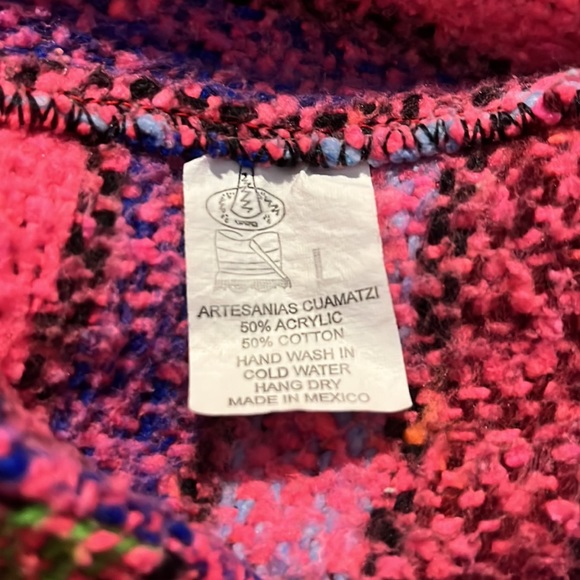 L
ARTESANIAS CUAMATZI
50% ACRYLIC
50% COTTON
HAND WASH IN
COLD WATER
HANG DRY
MADE IN MEXICO